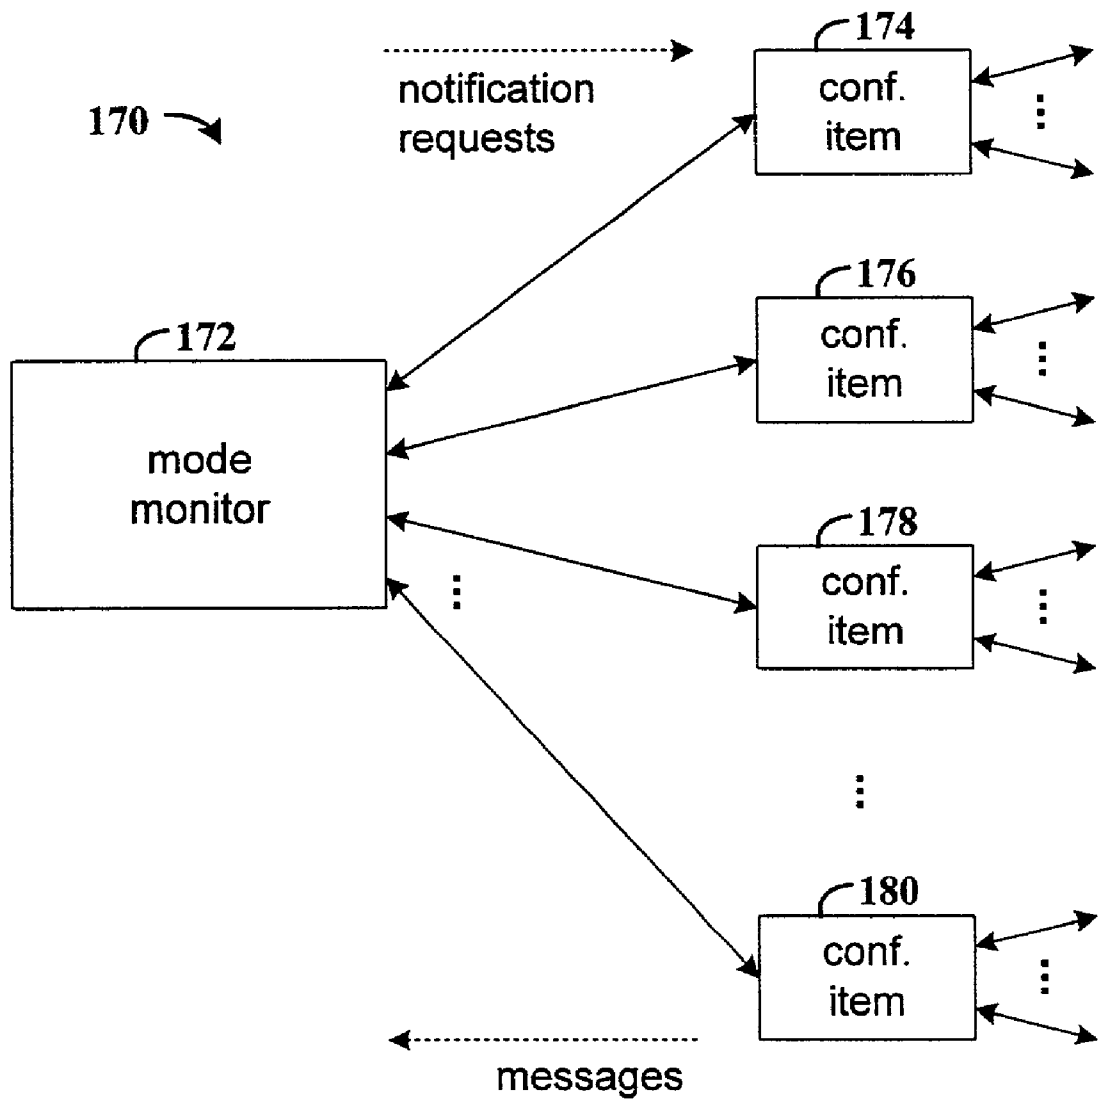 174
notification
requests
conf.
item
170
176
conf.
item
172
mode
monitor
178
conf.
item
180
conf.
item
messages